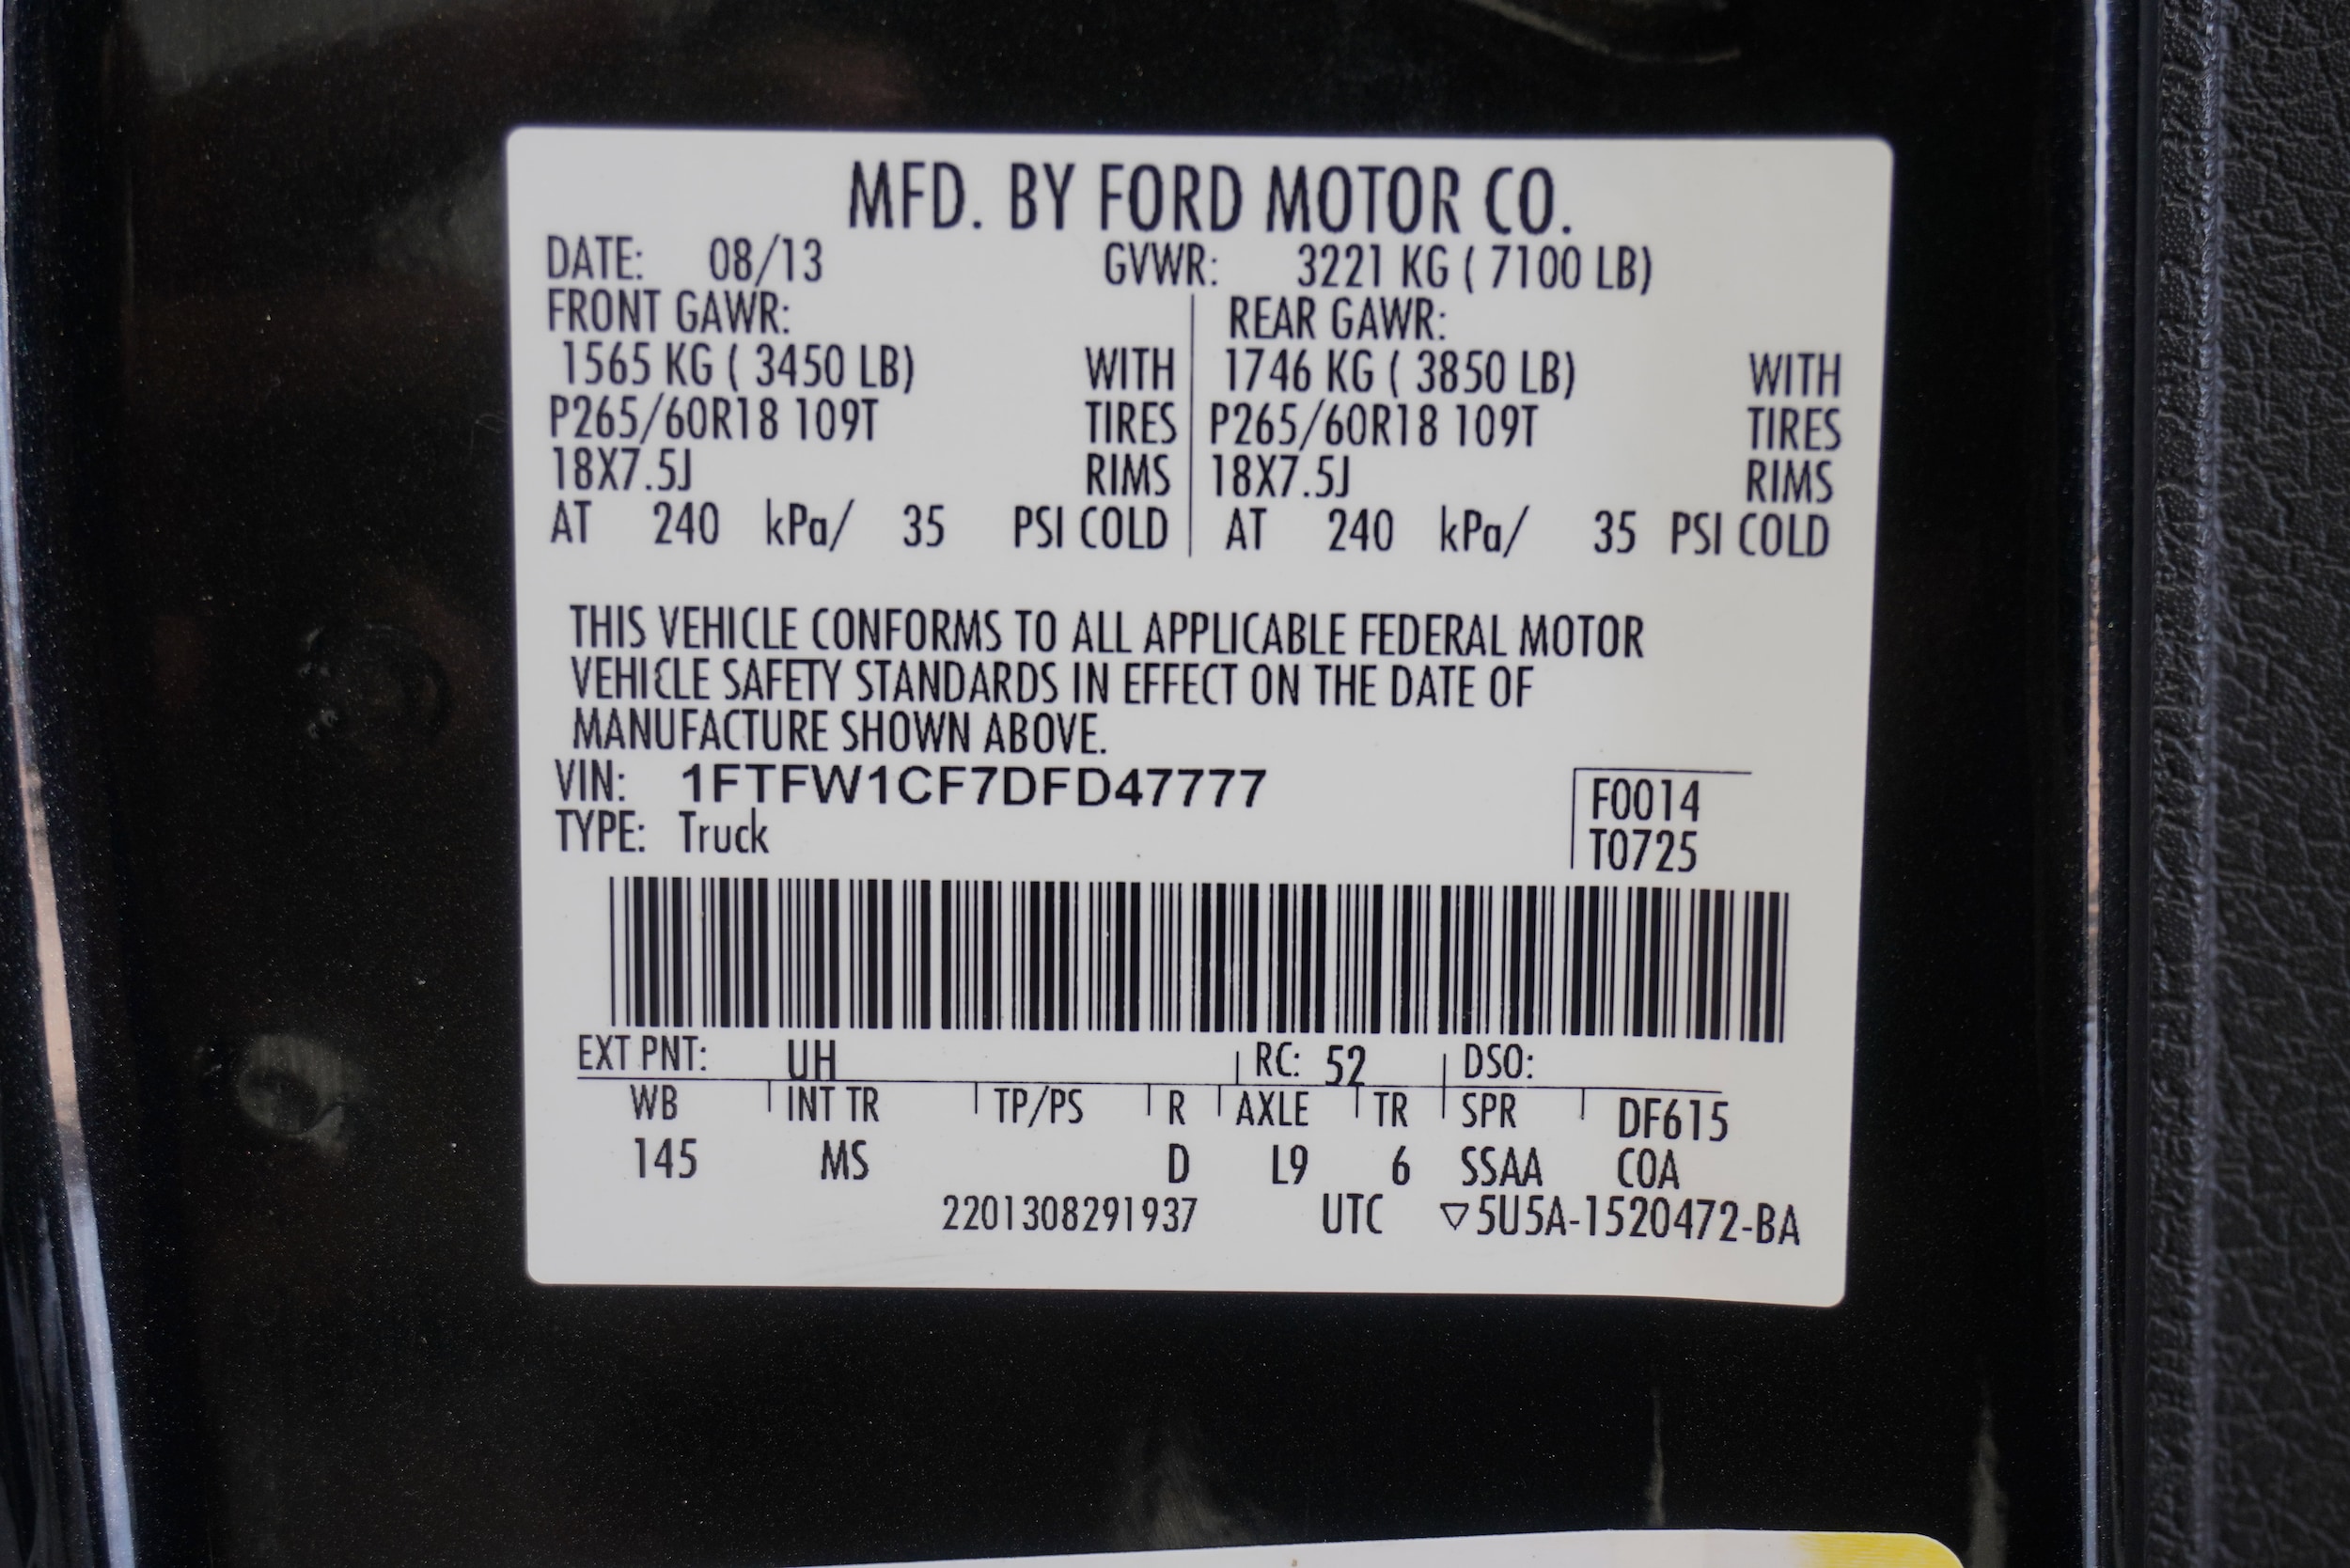 MFD. BY FORD MOTOR CO.
DATE: 08/13 GVWR: 3221 KG ( 7100 LB)
FRONT GAWR: REAR GAWR:
1565 KG ( 3450 LB) WITH 1746 KG ( 3850 LB) WITH
P265/60R18 109T TIRES P265/60R18 109T TIRES
18X7.5J RIMS 18X7.5J RIMS
AT 240 kPa/ 35 PSI COLD AT 240 kPa/ 35 PSI COLD
THIS VEHICLE CONFORMS TO ALL APPLICABLE FEDERAL MOTOR
VEHICLE SAFETY STANDARDS IN EFFECT ON THE DATE OF
MANUFACTURE SHOWN ABOVE.
VIN: 1FTFW1CF7DFD47777 F0014
TYPE: Truck T0725
EXT PNT: UH RC: 52 DSO:
WB INT TR TP/PS R AXLE TR SPR DF615
145 MS D L9 6 SSAA COA
2201308291937 UTC ▽5U5A-1520472-BA